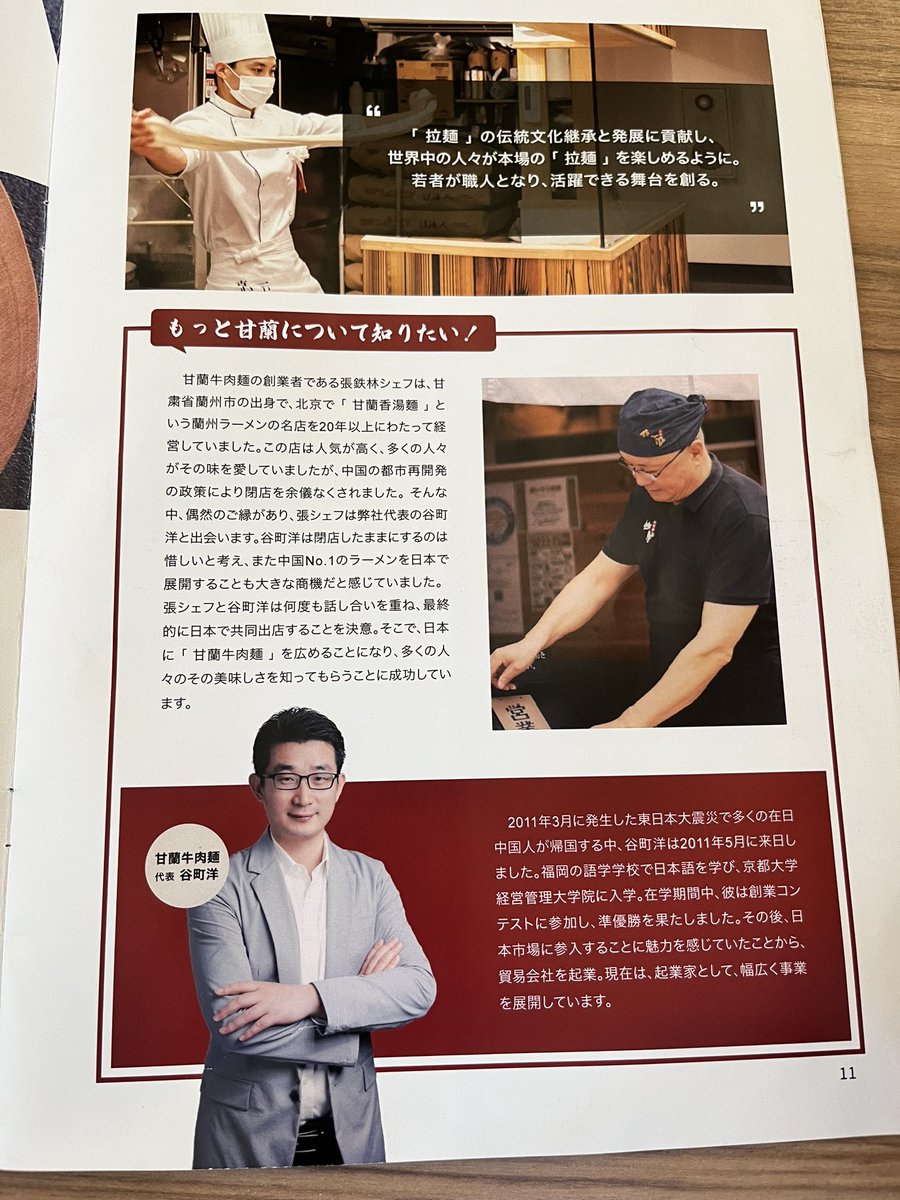 “
「 拉麺 」の伝統文化継承と発展に貢献し、
世界中の人々が本場の「 拉麺 」を楽しめるように。
若者が職人となり、活躍できる舞台を創る。
”
もっと甘蘭について知りたい！
甘蘭牛肉麺の創業者である張鉄林シェフは、甘
粛省蘭州市の出身で、北京で「 甘蘭香湯麺 」と
いう蘭州ラーメンの名店を20年以上にわたって経
営していました。この店は人気が高く、多くの人々
がその味を愛していましたが、中国の都市再開発
の政策により閉店を余儀なくされました。そんな
中、偶然のご縁があり、張シェフは弊社代表の谷町
洋と出会います。谷町洋は閉店したままにするのは
惜しいと考え、また中国No.1のラーメンを日本で
展開することも大きな商機だと感じていました。
張シェフと谷町洋は何度も話し合いを重ね、最終
的に日本で共同出店することを決意。そこで、日本
に「 甘蘭牛肉麺 」を広めることになり、多くの人
々のその美味しさを知ってもらうことに成功してい
ます。
営業
甘蘭牛肉麺
代表 谷町洋
2011年3月に発生した東日本大震災で多くの在日
中国人が帰国する中、谷町洋は2011年5月に来日し
ました。福岡の語学学校で日本語を学び、京都大学
経営管理大学院に入学。在学期間中、彼は創業コン
テストに参加し、準優勝を果たしました。その後、日
本市場に参入することに魅力を感じていたことから、
貿易会社を起業。現在は、起業家として、幅広く事業
を展開しています。
11